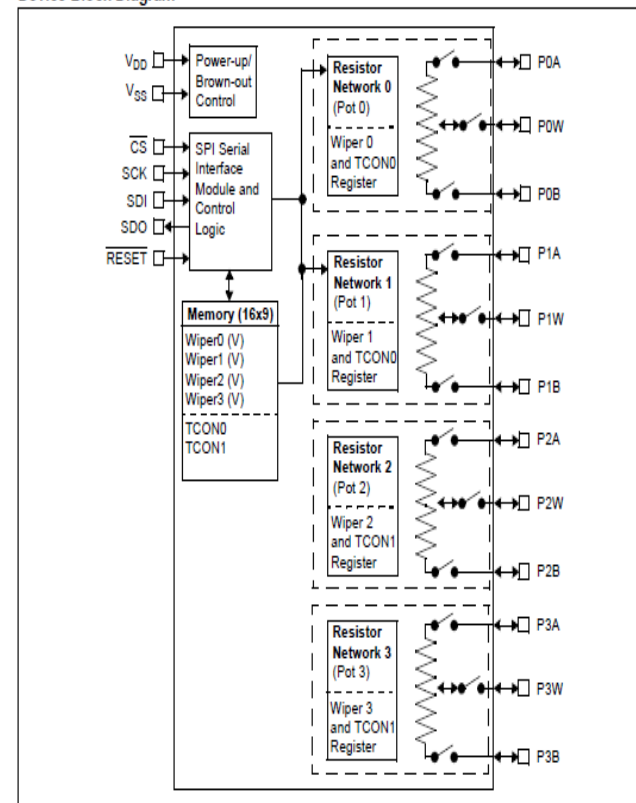 VDD
VSS
Power-up/
Brown-out
Control
CS
SCK
SDI
SDO
RESET
SPI Serial
Interface
Module and
Control
Logic
Memory (16x9)
Wiper0 (V)
Wiper1 (V)
Wiper2 (V)
Wiper3 (V)
TCON0
TCON1
Resistor
Network 0
(Pot 0)
Wiper 0
and TCON0
Register
P0A
P0W
P0B
Resistor
Network 1
(Pot 1)
Wiper 1
and TCON0
Register
P1A
P1W
P1B
Resistor
Network 2
(Pot 2)
Wiper 2
and TCON1
Register
P2A
P2W
P2B
Resistor
Network 3
(Pot 3)
Wiper 3
and TCON1
Register
P3A
P3W
P3B